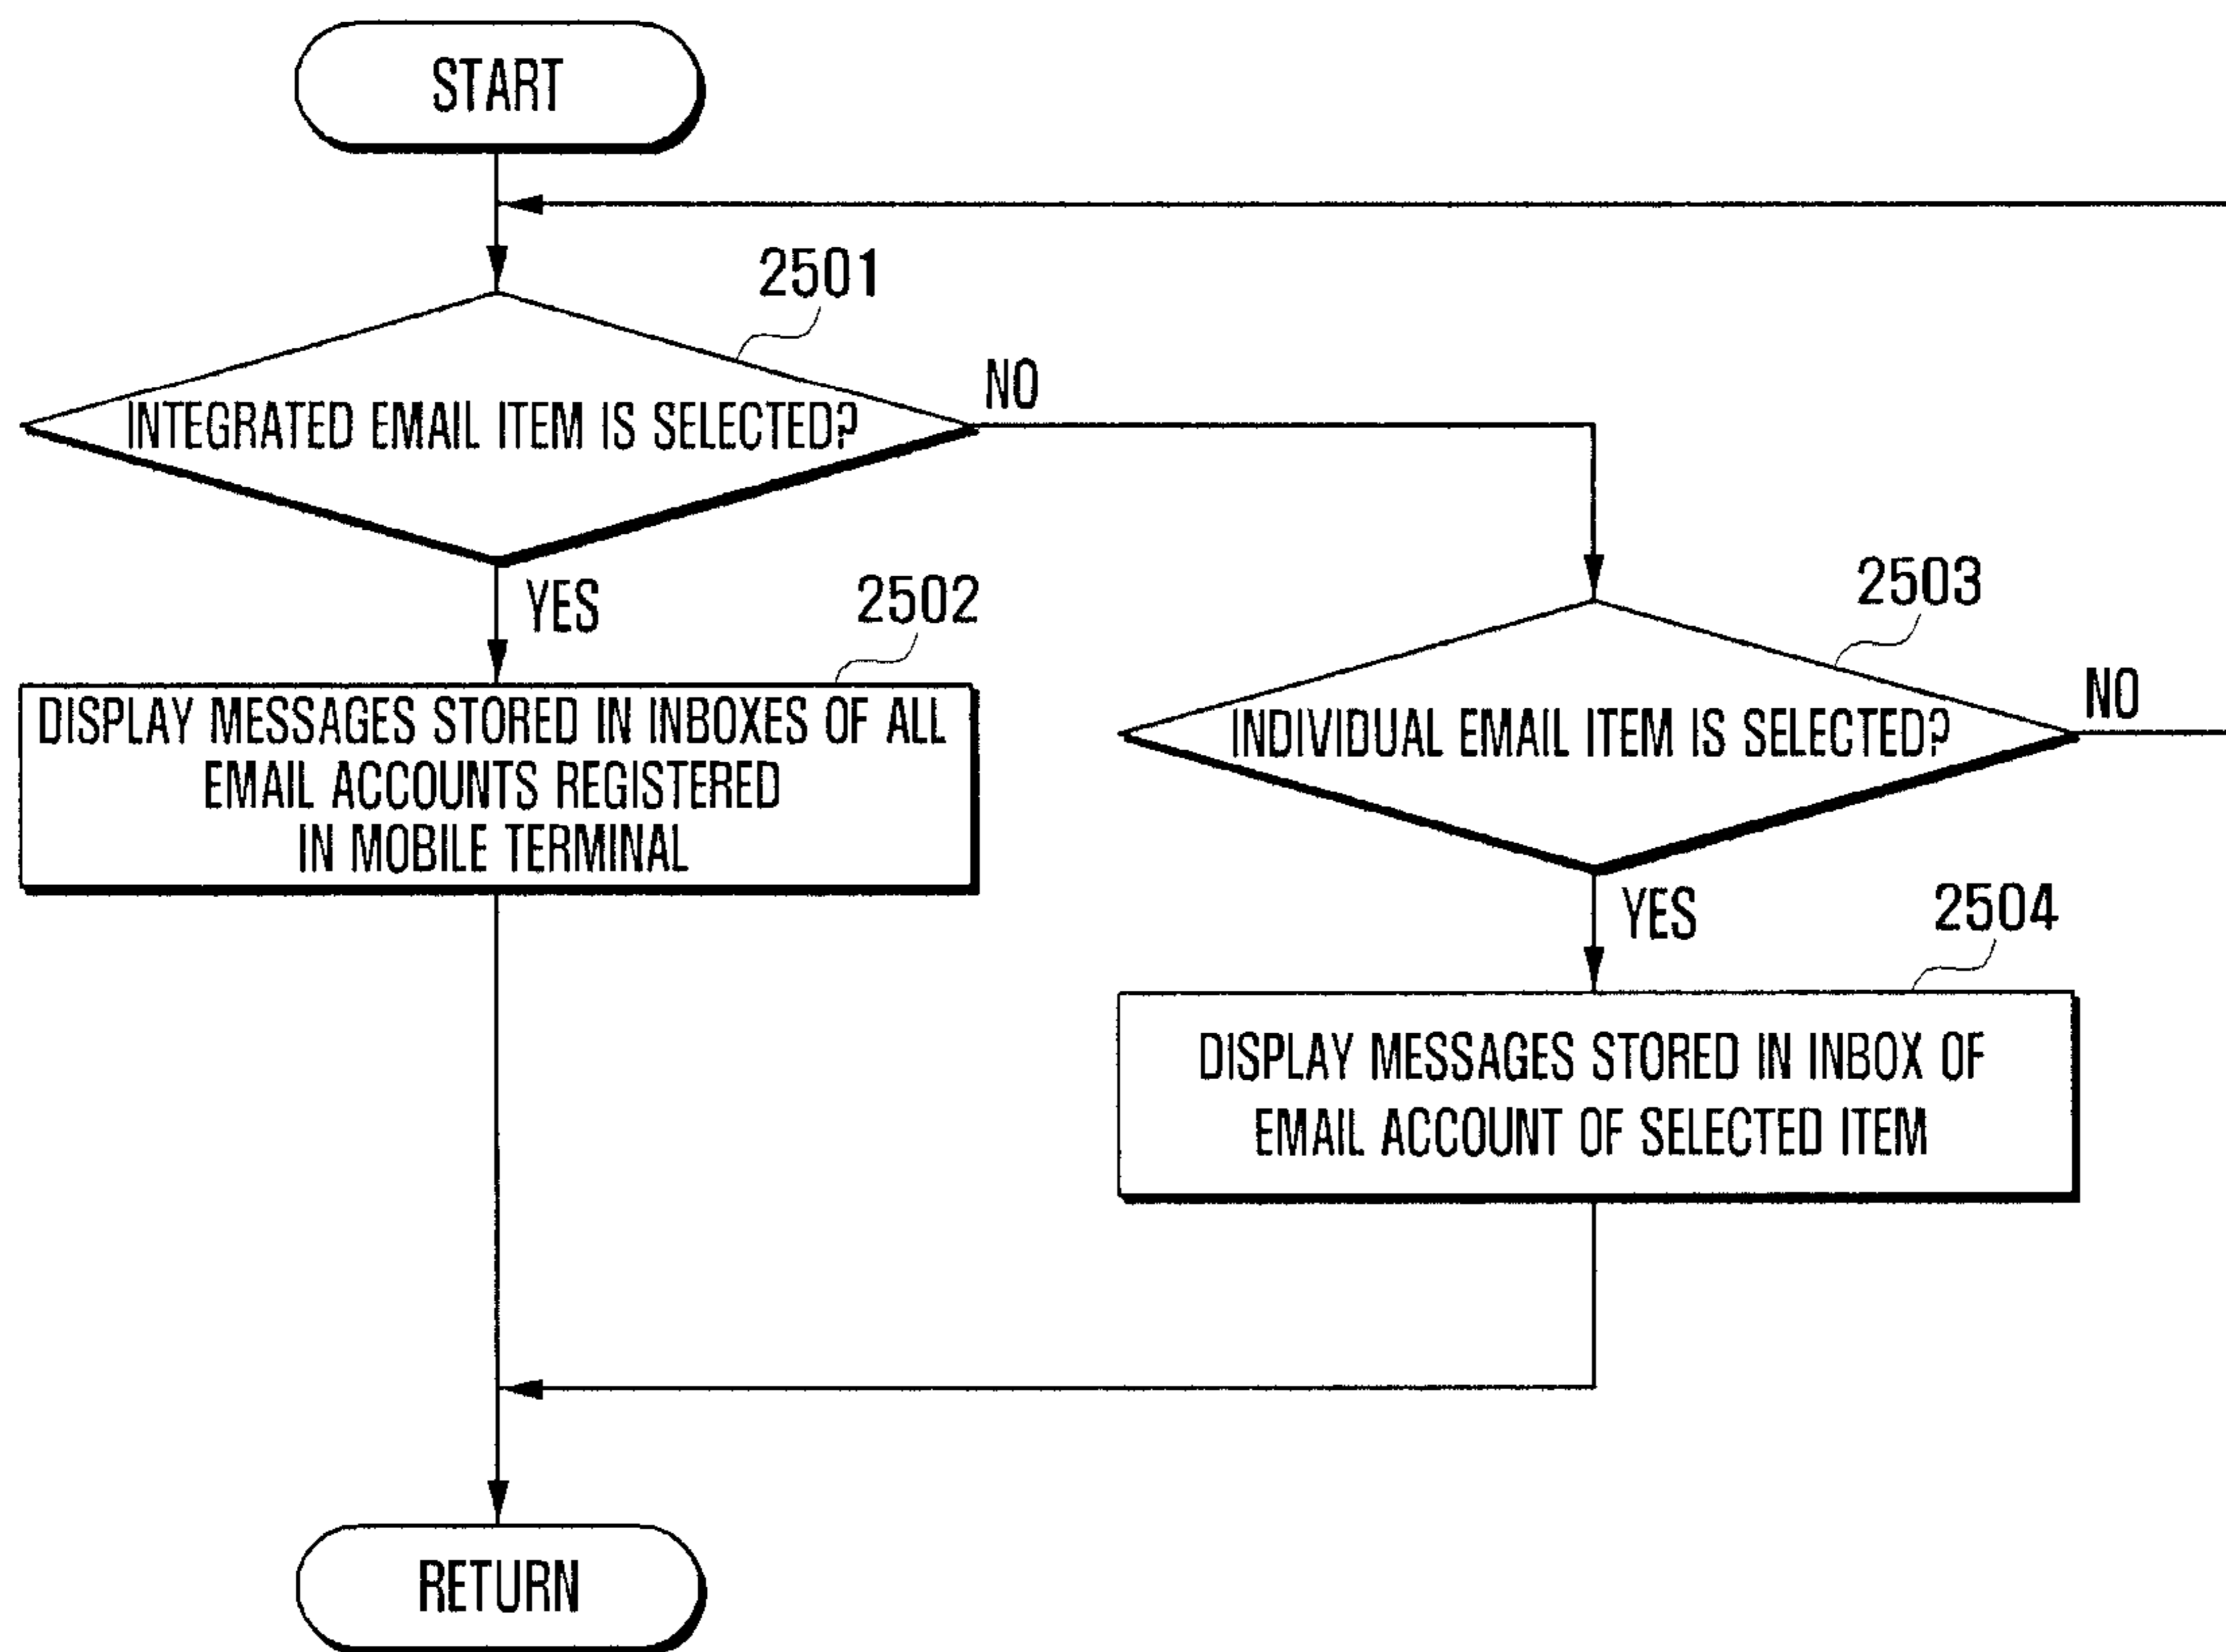 START
2501
INTEGRATED EMAIL ITEM IS SELECTED?
NO
YES
2502
DISPLAY MESSAGES STORED IN INBOXES OF ALL
EMAIL ACCOUNTS REGISTERED
IN MOBILE TERMINAL
2503
INDIVIDUAL EMAIL ITEM IS SELECTED?
NO
YES
2504
DISPLAY MESSAGES STORED IN INBOX OF
EMAIL ACCOUNT OF SELECTED ITEM
RETURN